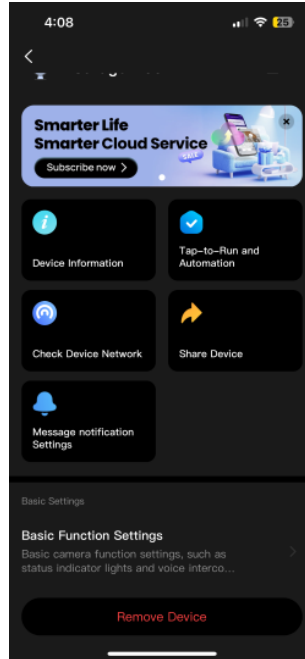 4:08
25
Smarter Life
Smarter Cloud Service
Subscribe now >
SALE
Device Information
Tap-to-Run and
Automation
Check Device Network
Share Device
Message notification
Settings
Basic Settings
Basic Function Settings
Basic camera function settings, such as
status indicator lights and voice interco...
Remove Device